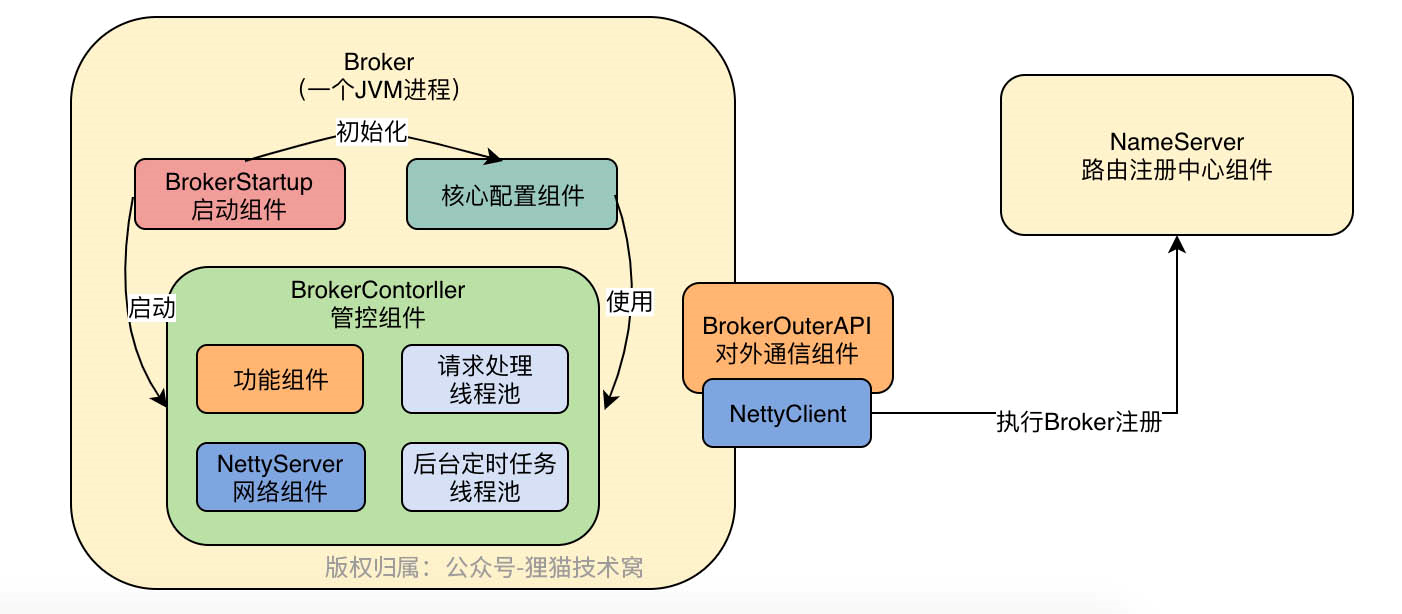 Broker
（一个JVM进程）
初始化
BrokerStartup
启动组件
核心配置组件
启动
使用
BrokerContorller
管控组件
功能组件
请求处理
线程池
NettyServer
网络组件
后台定时任务
线程池
BrokerOuterAPI
对外通信组件
NettyClient
执行Broker注册
NameServer
路由注册中心组件
版权归属：公众号-狸猫技术窝